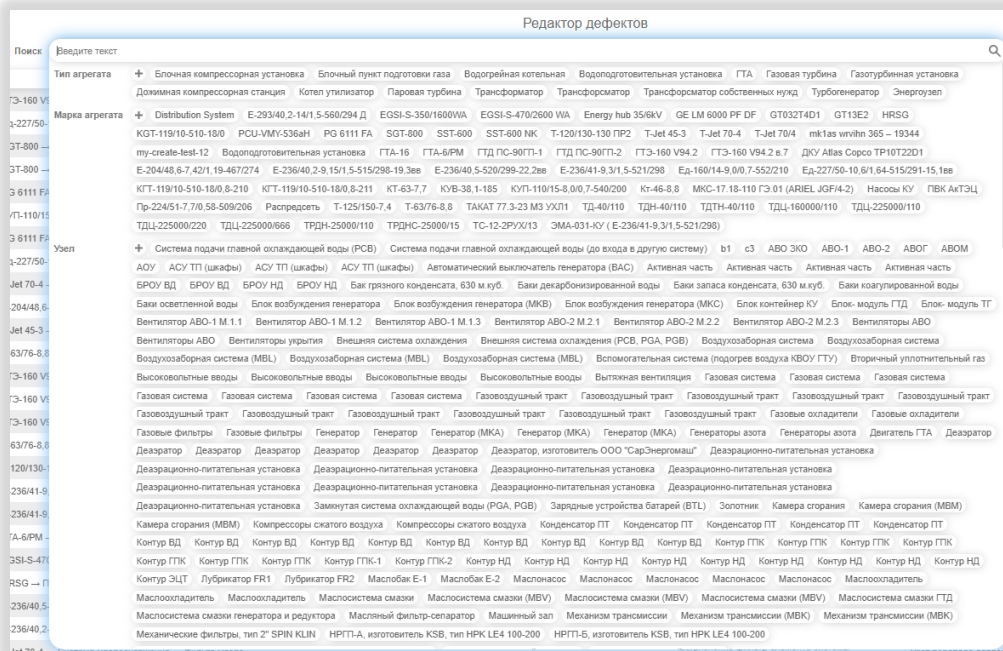 Редактор дефектов
Поиск
Введите текст
Тип агрегата + Блочная компрессорная установка Блочный пункт подготовки газа Водогрейная котельная Водоподготовительная установка ГТА Газовая турбина Газотурбинная установка
Дожимная компрессорная станция Котел утилизатор Паровая турбина Трансформатор Трансфорсматор Трансфорсматор собственных нужд Турбогенератор Энергоузел
Марка агрегата + Distribution System E-293/40,2-14/1,5-560/294 Д EGSI-S-350/1600WA EGSI-S-470/2600 WA Energy hub 35/6kV GE LM 6000 PF DF GT032T4D1 GT13E2 HRSG
KGT-119/10-510-18/0 PCU-VMY-536aH PG 6111 FA SGT-800 SST-600 SST-600 NK T-120/130-130 ПР2 T-Jet 45-3 T-Jet 70-4 T-Jet 70/4 mk1as wrvihn 365 – 19344
my-create-test-12 Водоподготовительная установка ГТА-16 ГТА-6/РМ ГТД ПС-90ГП-1 ГТД ПС-90ГП-2 ГТЭ-160 V94.2 ГТЭ-160 V94.2 в.7 ДКУ Atlas Copco TP10T22D1
Е-204/48,6-7,42/1,19-467/274 Е-236/40,2-9,15/1,5-515/298-19,3вв Е-236/40,5-520/299-22,2вв Е-236/41-9,3/1,5-521/298 Ед-160/14-9,0/0,7-552/210 Ед-227/50-10,6/1,64-515/291-15,1вв
КГТ-119/10-510-18/0,8-210 КГТ-119/10-510-18/0,8-211 КТ-63-7,7 КУВ-38,1-185 КУП-110/15-8,0/0,7-540/200 Кт-46-8,8 МКС-17.18-110 ГЭ.01 (ARIEL JGF/4-2) Насосы КУ ПВК АкТЭЦ
Пр-224/51-7,7/0,58-509/206 Распредсеть Т-125/150-7,4 Т-63/76-8,8 ТАКАТ 77.3-23 М3 УХЛ1 ТД-40/110 ТДН-40/110 ТДТН-40/110 ТДЦ-160000/110 ТДЦ-225000/110
ТДЦ-225000/220 ТДЦ-225000/666 ТРДН-25000/110 ТРДНС-25000/15 ТС-12-2РУХ/13 ЭМА-031-КУ ( Е-236/41-9,3/1,5-521/298)
Узел + Система подачи главной охлаждающей воды (PCB) Система подачи главной охлаждающей воды (до входа в другую систему) b1 c3 АВО ЗКО АВО-1 АВО-2 АВОГ АВОМ
АОУ АСУ ТП (шкафы) АСУ ТП (шкафы) АСУ ТП (шкафы) Автоматический выключатель генератора (ВАС) Активная часть Активная часть Активная часть Активная часть
БРОУ ВД БРОУ ВД БРОУ НД БРОУ НД Бак грязного конденсата, 630 м.куб. Баки декарбонизированной воды Баки запаса конденсата, 630 м.куб. Баки коагулированной воды
Баки осветленной воды Блок возбуждения генератора Блок возбуждения генератора (МКВ) Блок возбуждения генератора (МКС) Блок контейнер КУ Блок- модуль ГТД Блок- модуль ТГ
Вентилятор АВО-1 М.1.1 Вентилятор АВО-1 М.1.2 Вентилятор АВО-1 М.1.3 Вентилятор АВО-2 М.2.1 Вентилятор АВО-2 М.2.2 Вентилятор АВО-2 М.2.3 Вентиляторы АВО
Вентиляторы АВО Вентиляторы укрытия Внешняя система охлаждения Внешняя система охлаждения (PCB, PGA, PGB) Воздухозаборная система Воздухозаборная система
Воздухозаборная система (MBL) Воздухозаборная система (MBL) Воздухозаборная система (MBL) Вспомогательная система (подогрев воздуха КВОУ ГТУ) Вторичный уплотнительный газ
Высоковольтные вводы Высоковольтные вводы Высоковольтные вводы Высоковольтные вооды Вытяжная вентиляция Газовая система Газовая система Газовая система
Газовая система Газовая система Газовая система Газовая система Газовоздушный тракт Газовоздушный тракт Газовоздушный тракт Газовоздушный тракт Газовоздушный тракт
Газовоздушный тракт Газовоздушный тракт Газовоздушный тракт Газовоздушный тракт Газовоздушный тракт Газовоздушный тракт Газовые охладители Газовые охладители
Газовые фильтры Газовые фильтры Генератор Генератор Генератор (МКА) Генератор (МКА) Генератор (МКА) Генераторы азота Генераторы азота Двигатель ГТА Деаэратор
Деаэратор Деаэратор Деаэратор Деаэратор Деаэратор Деаэратор Деаэратор, изготовитель ООО "СарЭнергомаш" Деаэрационно-питательная установка
Деаэрационно-питательная установка Деаэрационно-питательная установка Деаэрационно-питательная установка Деаэрационно-питательная установка
Деаэрационно-питательная установка Деаэрационно-питательная установка Деаэрационно-питательная установка Деаэрационно-питательная установка
Деаэрационно-питательная установка Замкнутая система охлаждающей воды (PGA, PGB) Зарядные устройства батарей (BTL) Золотник Камера сгорания Камера сгорания (MBM)
Камера сгорания (MBM) Компрессоры сжатого воздуха Компрессоры сжатого воздуха Конденсатор ПТ Конденсатор ПТ Конденсатор ПТ Конденсатор ПТ Конденсатор ПТ
Контур ВД Контур ВД Контур ВД Контур ВД Контур ВД Контур ВД Контур ВД Контур ВД Контур ВД Контур ГПК Контур ГПК Контур ГПК Контур ГПК
Контур ГПК Контур ГПК Контур ГПК Контур ГПК-1 Контур ГПК-2 Контур НД Контур НД Контур НД Контур НД Контур НД Контур НД Контур НД Контур НД
Контур ЭЦТ Лубрикатор FR1 Лубрикатор FR2 Маслобак Е-1 Маслобак Е-2 Маслонасос Маслонасос Маслонасос Маслонасос Маслонасос Маслоохладитель
Маслоохладитель Маслоохладитель Маслосистема смазки Маслосистема смазки (MBV) Маслосистема смазки (MBV) Маслосистема смазки (MBV) Маслосистема смазки ГТД
Маслосистема смазки генератора и редуктора Масляный фильтр-сепаратор Машинный зал Механизм трансмиссии Механизм трансмиссии (МВК) Механизм трансмиссии (МВК)
Механические фильтры, тип 2" SPIN KLIN НРГП-А, изготовитель KSB, тип HPK LE4 100-200 НРГП-Б, изготовитель KSB, тип HPK LE4 100-200